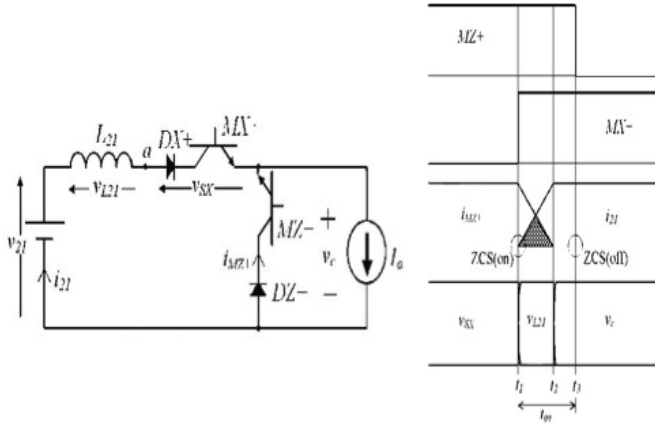 L21
a
DX+
MX-
vL21
vSX
MZ-
v21
i21
iMZ1
+
vc
−
Io
DZ−
MZ+
MX−
iMZ1
i21
ZCS(on)
ZCS(off)
vSX
vL21
vc
t1
t2
t3
tov